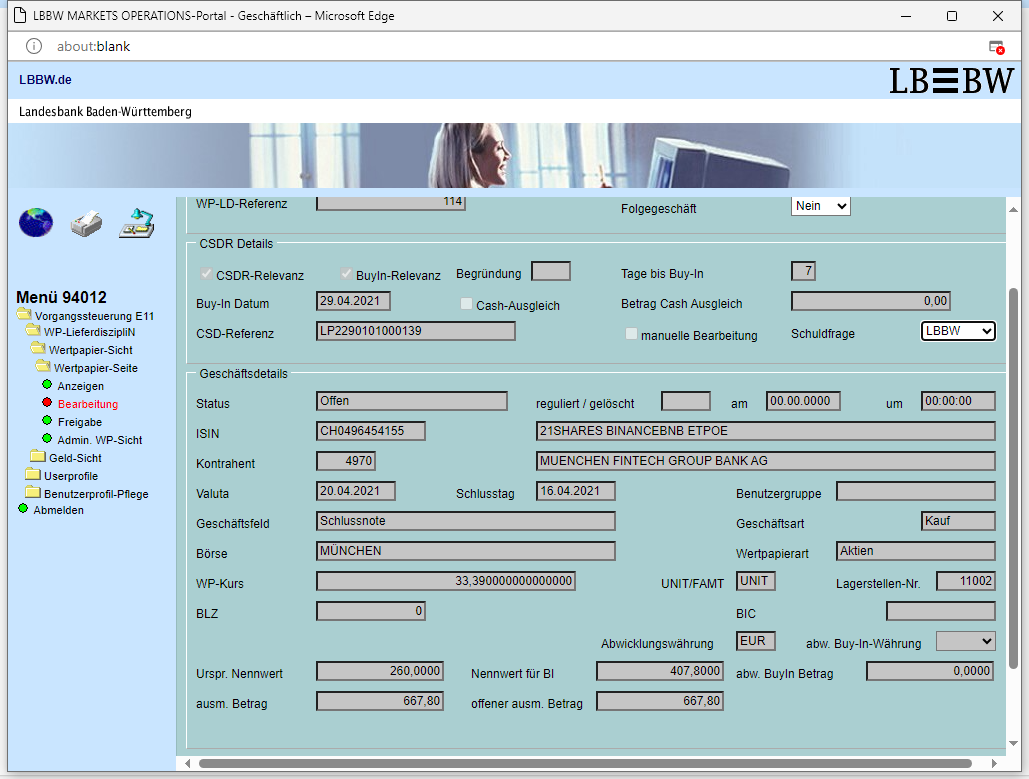 LBBW MARKETS OPERATIONS-Portal - Geschäftlich – Microsoft Edge
about:blank
LBBW.de
LB≡BW
Landesbank Baden-Württemberg
WP-LD-Referenz 114 Folgegeschäft Nein
CSDR Details
CSDR-Relevanz BuyIn-Relevanz Begründung Tage bis Buy-In 7
Buy-In Datum 29.04.2021 Cash-Ausgleich Betrag Cash Ausgleich 0,00
CSD-Referenz LP2290101000139 manuelle Bearbeitung Schuldfrage LBBW
Menü 94012
Vorgangssteuerung E11
WP-LieferdisziplіN
Wertpapier-Sicht
Wertpapier-Seite
Anzeigen
Bearbeitung
Freigabe
Admin. WP-Sicht
Geld-Sicht
Userprofile
Benutzerprofil-Pflege
Abmelden
Geschäftsdetails
Status Offen reguliert / gelöscht am 00.00.0000 um 00:00:00
ISIN CH0496454155 21SHARES BINANCEBNB ETPOE
Kontrahent 4970 MUENCHEN FINTECH GROUP BANK AG
Valuta 20.04.2021 Schlusstag 16.04.2021 Benutzergruppe
Geschäftsfeld Schlussnote Geschäftsart Kauf
Börse MÜNCHEN Wertpapierart Aktien
WP-Kurs 33,390000000000000 UNIT/FAMT UNIT Lagerstellen-Nr. 11002
BLZ 0 BIC
Abwicklungswährung EUR abw. Buy-In-Währung
Urspr. Nennwert 260,0000 Nennwert für BI 407,8000 abw. BuyIn Betrag 0,0000
ausm. Betrag 667,80 offener ausm. Betrag 667,80